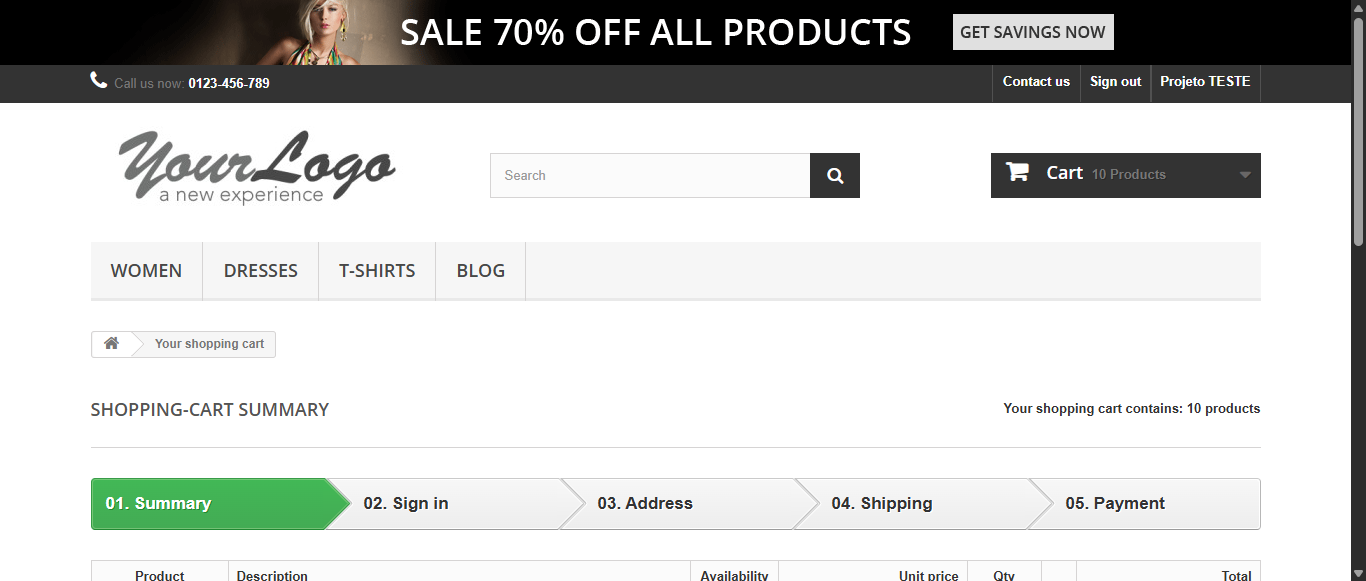 SALE 70% OFF ALL PRODUCTS GET SAVINGS NOW
Call us now: 0123-456-789 Contact us Sign out Projeto TESTE
YourLogo
a new experience
Search
Cart 10 Products
WOMEN DRESSES T-SHIRTS BLOG
Your shopping cart
SHOPPING-CART SUMMARY Your shopping cart contains: 10 products
01. Summary 02. Sign in 03. Address 04. Shipping 05. Payment
Product Description Availability Unit price Qty Total